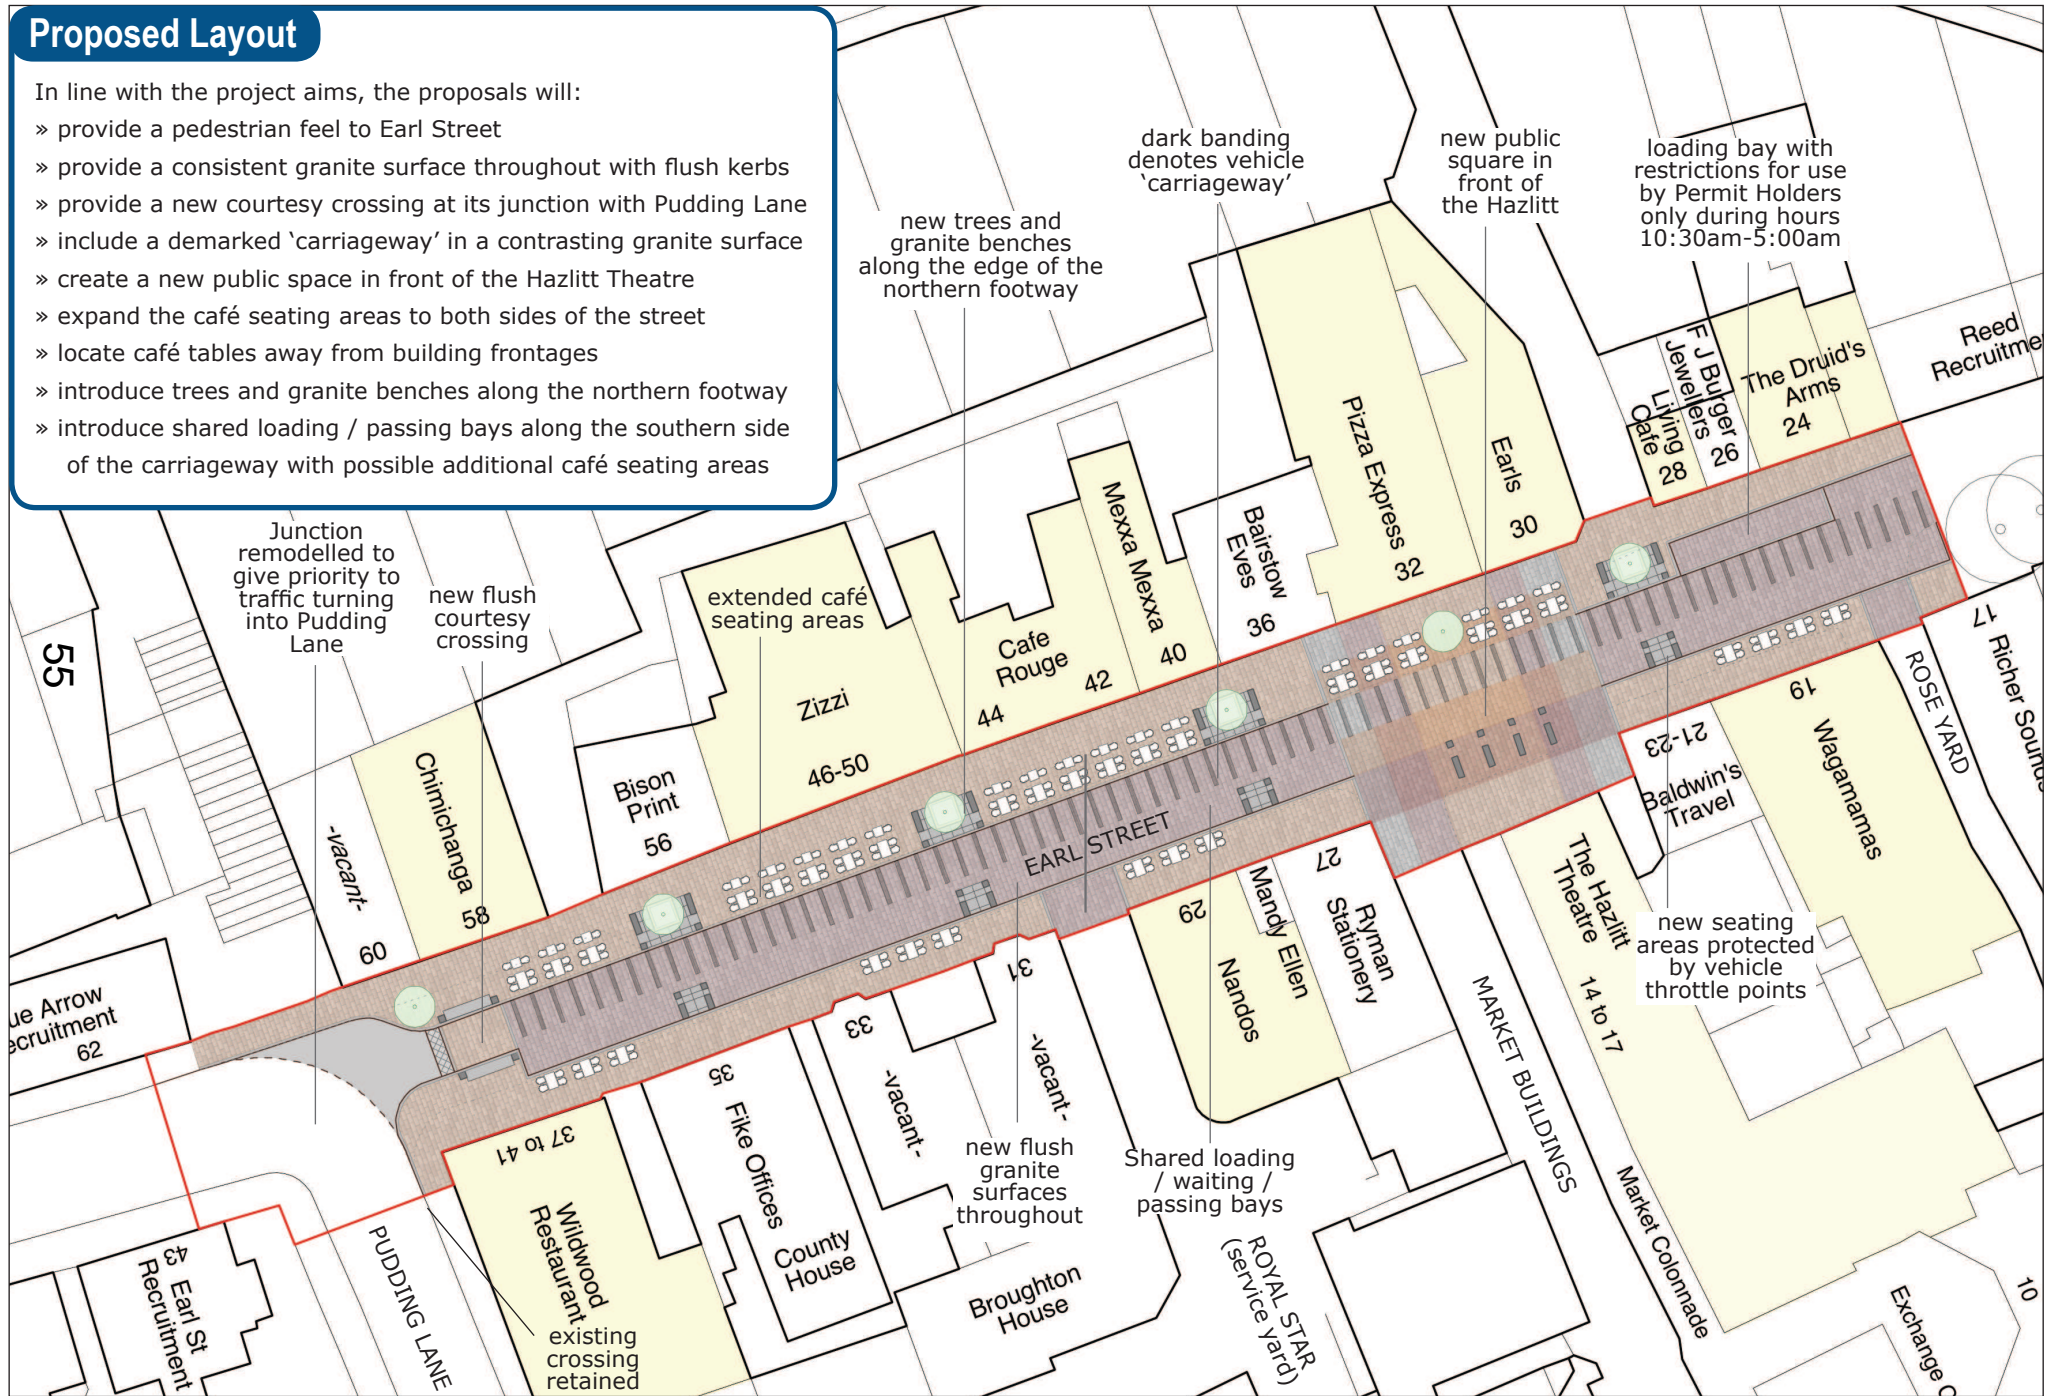 Proposed Layout
In line with the project aims, the proposals will:
» provide a pedestrian feel to Earl Street
» provide a consistent granite surface throughout with flush kerbs
» provide a new courtesy crossing at its junction with Pudding Lane
» include a demarked ‘carriageway’ in a contrasting granite surface
» create a new public space in front of the Hazlitt Theatre
» expand the café seating areas to both sides of the street
» locate café tables away from building frontages
» introduce trees and granite benches along the northern footway
» introduce shared loading / passing bays along the southern side
of the carriageway with possible additional café seating areas
dark banding
denotes vehicle
‘carriageway’
new public
square in
front of
the Hazlitt
loading bay with
restrictions for use
by Permit Holders
only during hours
10:30am-5:00am
new trees and
granite benches
along the edge of the
northern footway
Junction
remodelled to
give priority to
traffic turning
into Pudding
Lane
new flush
courtesy
crossing
extended café
seating areas
55
ue Arrow
ecruitment
62
-vacant-
60
Chimichanga
58
Bison
Print
56
Zizzi
46-50
Cafe
Rouge
44
42
Mexxa Mexxa
40
Bairstow
Eves
36
Pizza Express
32
Earls
30
Living
Cafe
28
F J Burger
Jewellers
26
The Druid's
Arms
24
Reed
Recruitme
EARL STREET
17
Richer Sounds
ROSE YARD
19
Wagamamas
21-23
Baldwin's
Travel
The Hazlitt
Theatre
14 to 17
new seating
areas protected
by vehicle
throttle points
MARKET BUILDINGS
Market Colonnade
Exchange C
10
27
Ryman
Stationery
Mandy Ellen
29
Nandos
Shared loading
/ waiting /
passing bays
ROYAL STAR
(service yard)
31
-vacant-
new flush
granite
surfaces
throughout
Broughton
House
33
-vacant-
35
Fike Offices
County
House
37 to 41
Wildwood
Restaurant
existing
crossing
retained
PUDDING LANE
43
Earl St
Recruitment